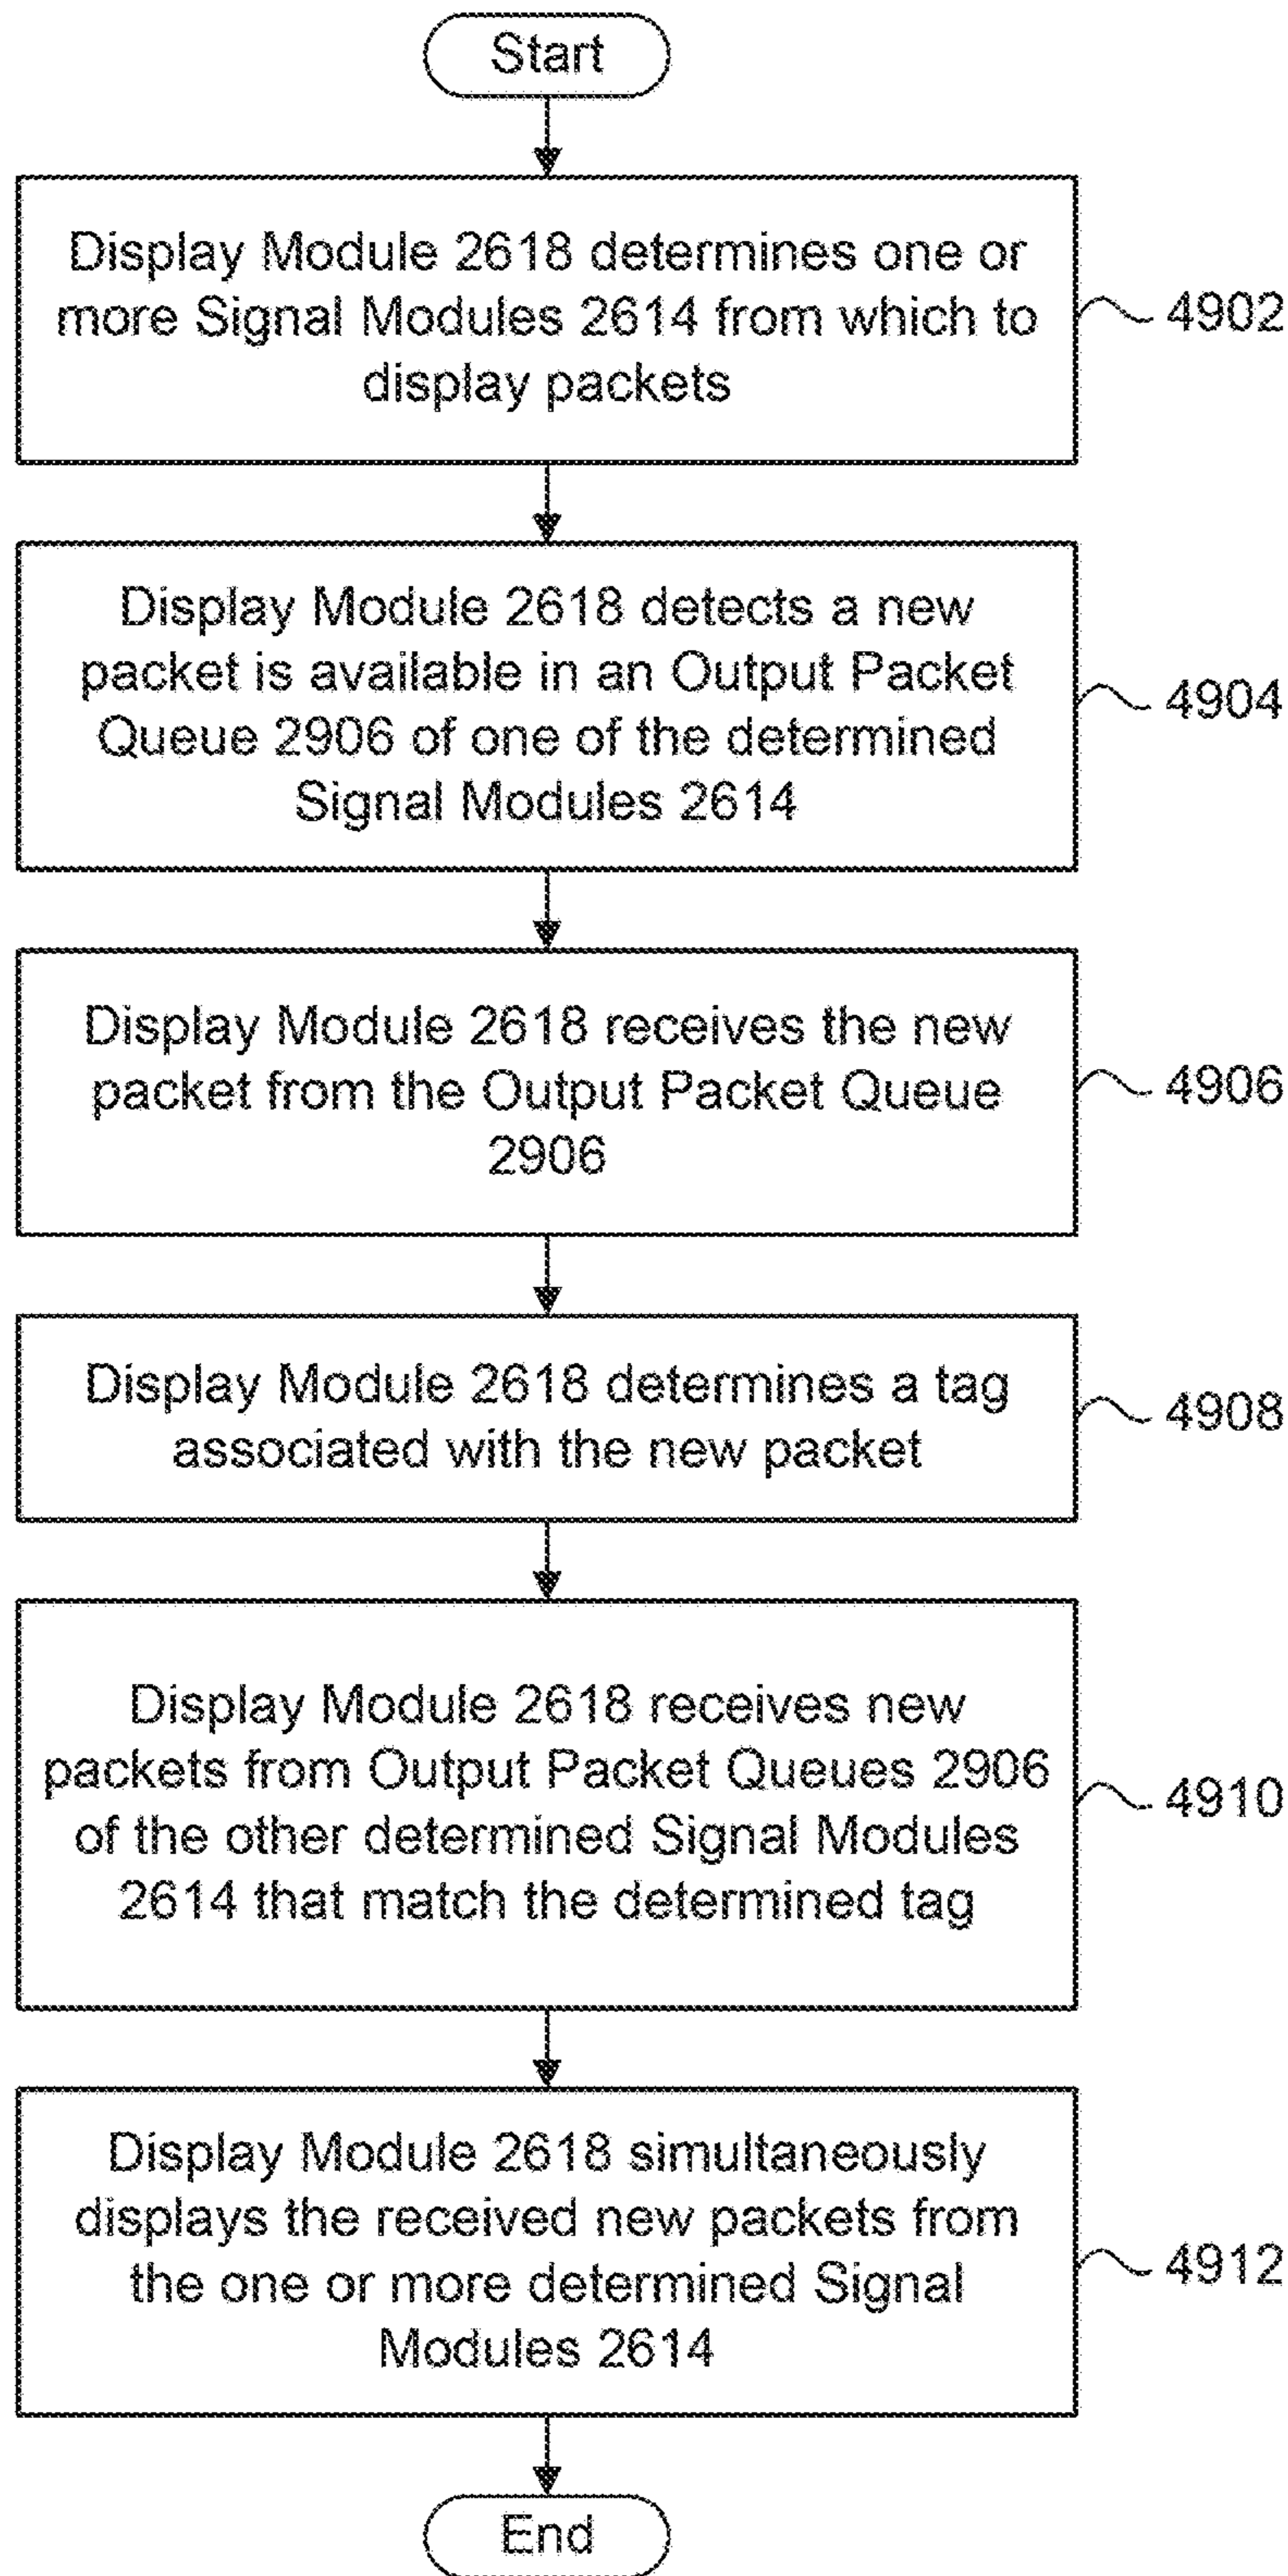 Start
Display Module 2618 determines one or
more Signal Modules 2614 from which to
display packets
4902
Display Module 2618 detects a new
packet is available in an Output Packet
Queue 2906 of one of the determined
Signal Modules 2614
4904
Display Module 2618 receives the new
packet from the Output Packet Queue
2906
4906
Display Module 2618 determines a tag
associated with the new packet
4908
Display Module 2618 receives new
packets from Output Packet Queues 2906
of the other determined Signal Modules
2614 that match the determined tag
4910
Display Module 2618 simultaneously
displays the received new packets from
the one or more determined Signal
Modules 2614
4912
End